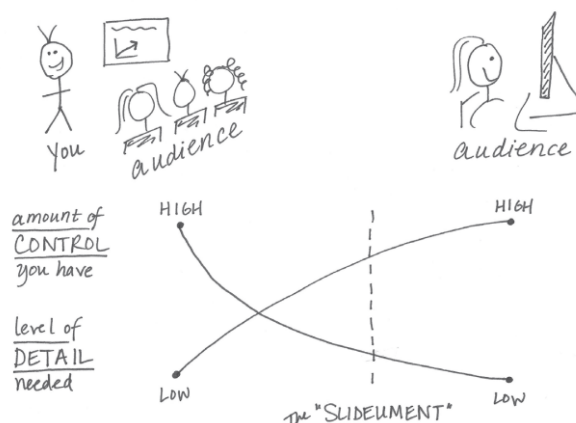 you
audience
audience
amount of
CONTROL
you have
HIGH
HIGH
level of
DETAIL
needed
LOW
LOW
The "SLIDEUMENT"